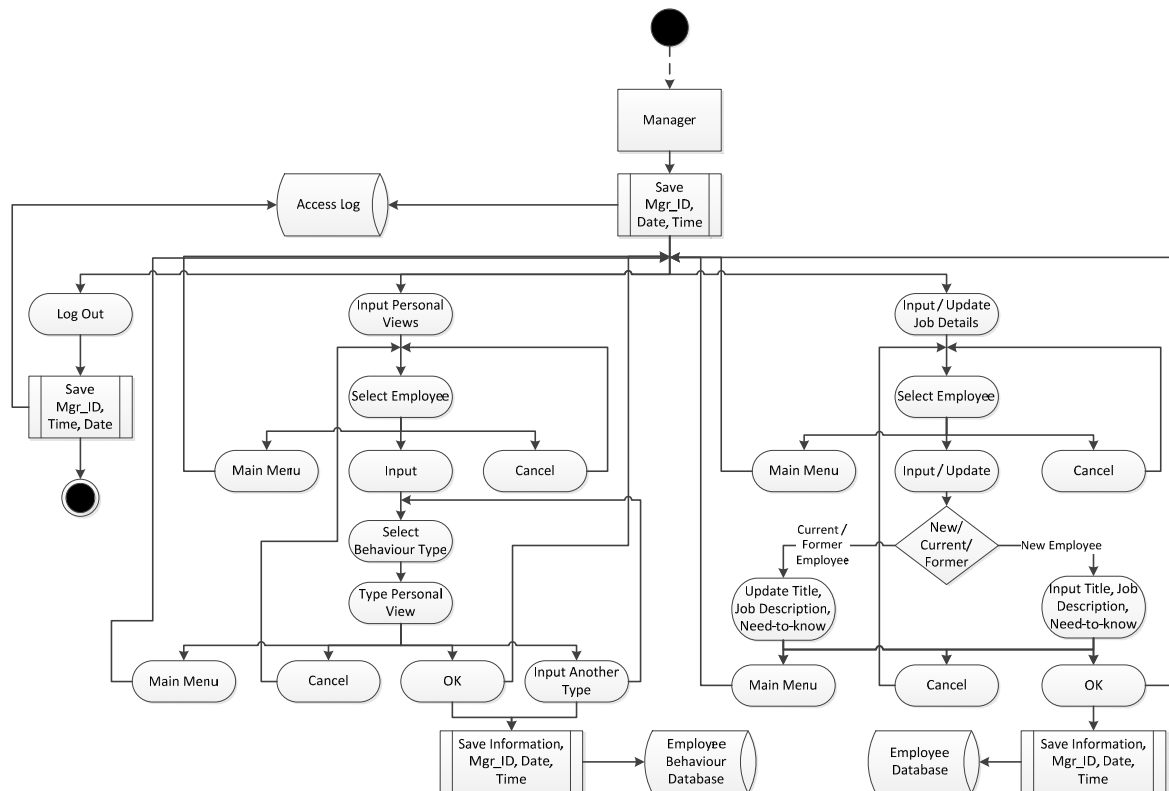 Manager
Save
Mgr_ID,
Date, Time
Access Log
Log Out
Input Personal
Views
Input / Update
Job Details
Save
Mgr_ID,
Time, Date
Select Employee
Select Employee
Main Menu
Input
Cancel
Main Menu
Input / Update
Cancel
Select
Behaviour Type
Current /
Former
Employee
New/
Current/
Former
New Employee
Type Personal
View
Update Title,
Job Description,
Need-to-know
Input Title, Job
Description,
Need-to-know
Main Menu
Cancel
OK
Input Another
Type
Main Menu
Cancel
OK
Save Information,
Mgr_ID, Date,
Time
Employee
Behaviour
Database
Employee
Database
Save Information,
Mgr_ID, Date,
Time